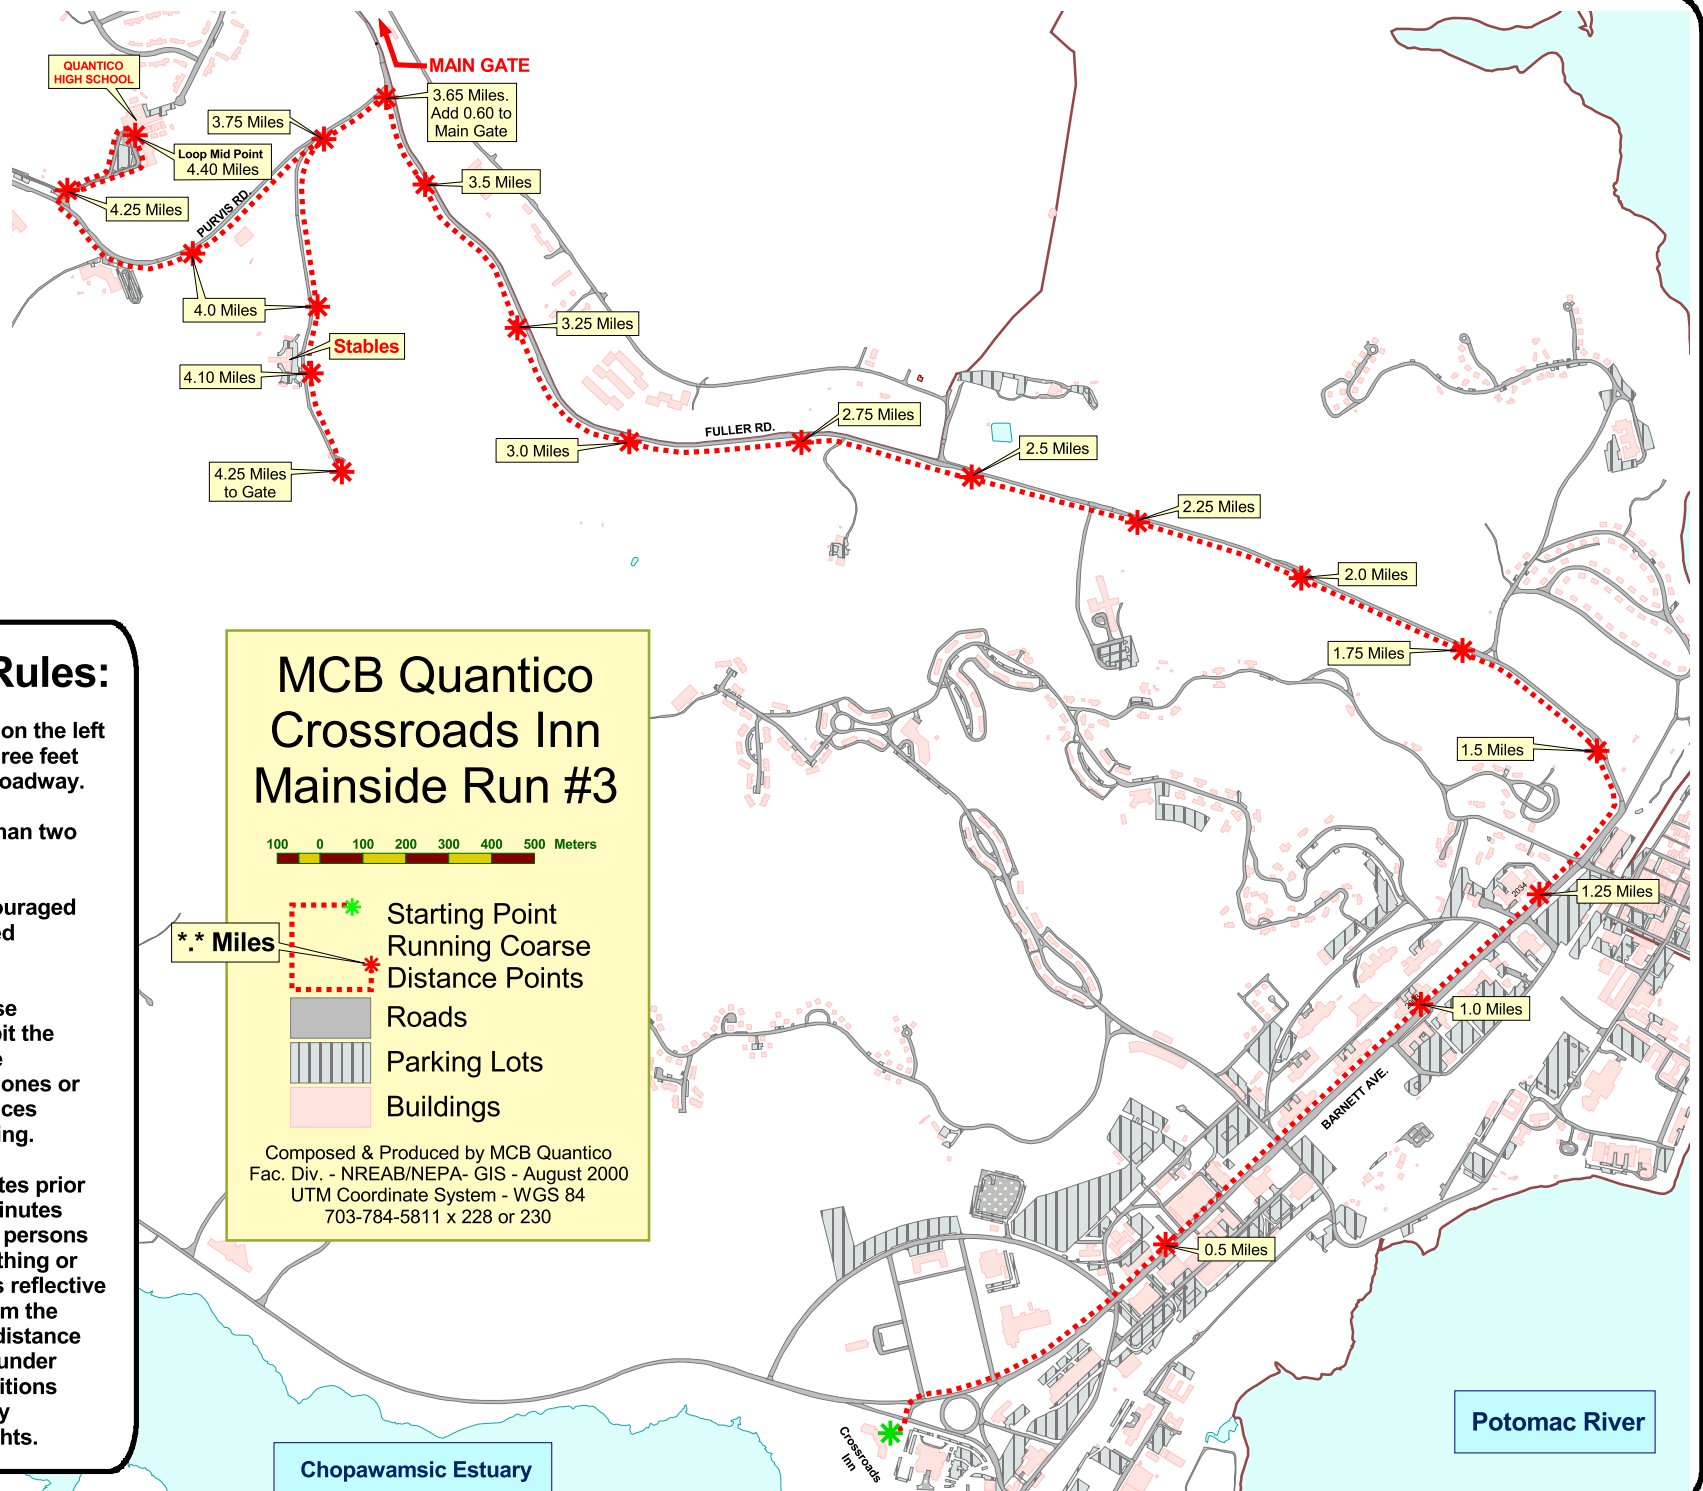 QUANTICO
HIGH SCHOOL
MAIN GATE
3.65 Miles.
Add 0.60 to
Main Gate
3.75 Miles
Loop Mid Point
4.40 Miles
3.5 Miles
4.25 Miles
PURVIS RD.
4.0 Miles
3.25 Miles
Stables
4.10 Miles
2.75 Miles
FULLER RD.
3.0 Miles
2.5 Miles
4.25 Miles
to Gate
2.25 Miles
2.0 Miles
1.75 Miles
1.5 Miles
1.25 Miles
2034
1.0 Miles
BARNETT AVE.
0.5 Miles
Crossroads
Inn
Potomac River
Chopawamsic Estuary
Rules:
on the left
ree feet
oadway.
han two
ouraged
ed
se
bit the
e
ones or
ices
ing.
tes prior
inutes
persons
thing or
s reflective
m the
distance
under
itions
y
hts.
MCB Quantico
Crossroads Inn
Mainside Run #3
100 0 100 200 300 400 500 Meters
*.* Miles
Starting Point
Running Coarse
Distance Points
Roads
Parking Lots
Buildings
Composed & Produced by MCB Quantico
Fac. Div. - NREAB/NEPA- GIS - August 2000
UTM Coordinate System - WGS 84
703-784-5811 x 228 or 230